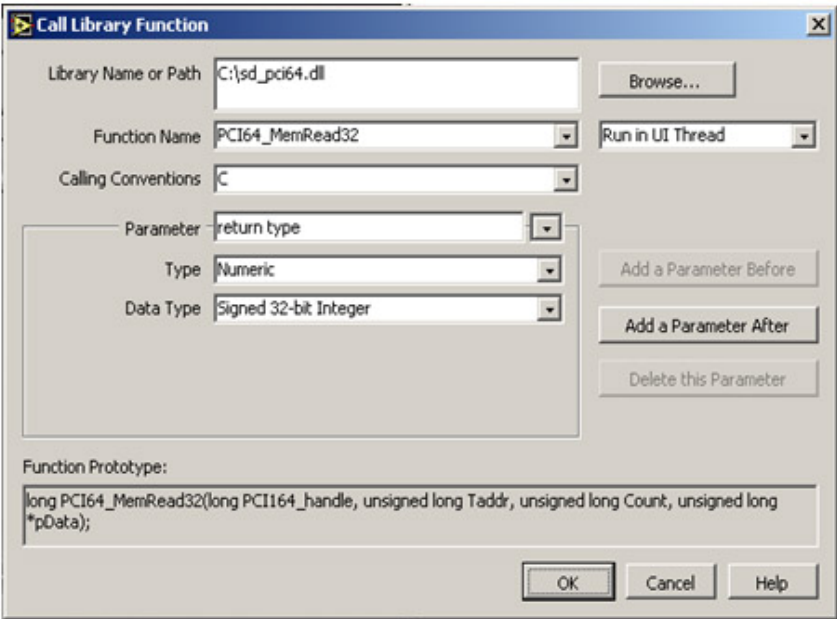 Call Library Function
Library Name or Path C:\sd_pci64.dll Browse...
Function Name PCI64_MemRead32 Run in UI Thread
Calling Conventions C
Parameter return type
Type Numeric Add a Parameter Before
Data Type Signed 32-bit Integer Add a Parameter After
Delete this Parameter
Function Prototype:
long PCI64_MemRead32(long PCI164_handle, unsigned long Taddr, unsigned long Count, unsigned long
*pData);
OK Cancel Help